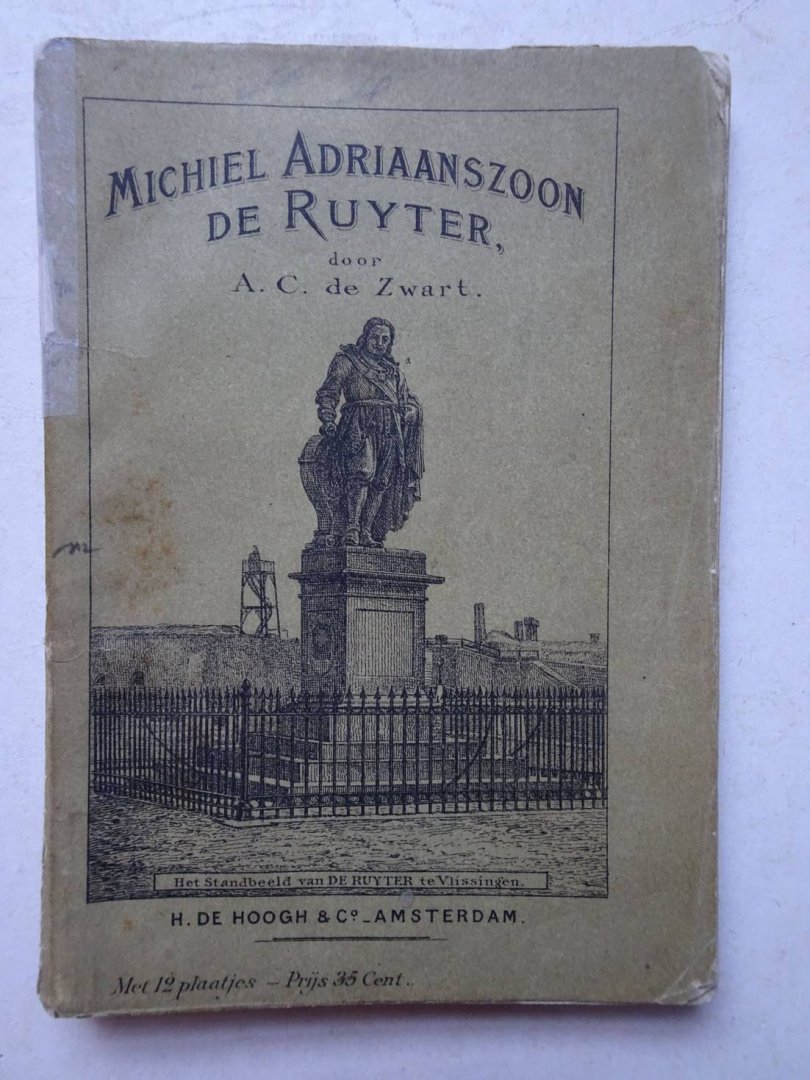 MICHIEL ADRIAANSZOON
DE RUYTER,
door
A. C. de Zwart.
Het Standbeeld van DE RUYTER te Vlissingen.
H. DE HOOGH & Cº_AMSTERDAM.
Met 12 plaatjes — Prijs 35 Cent.